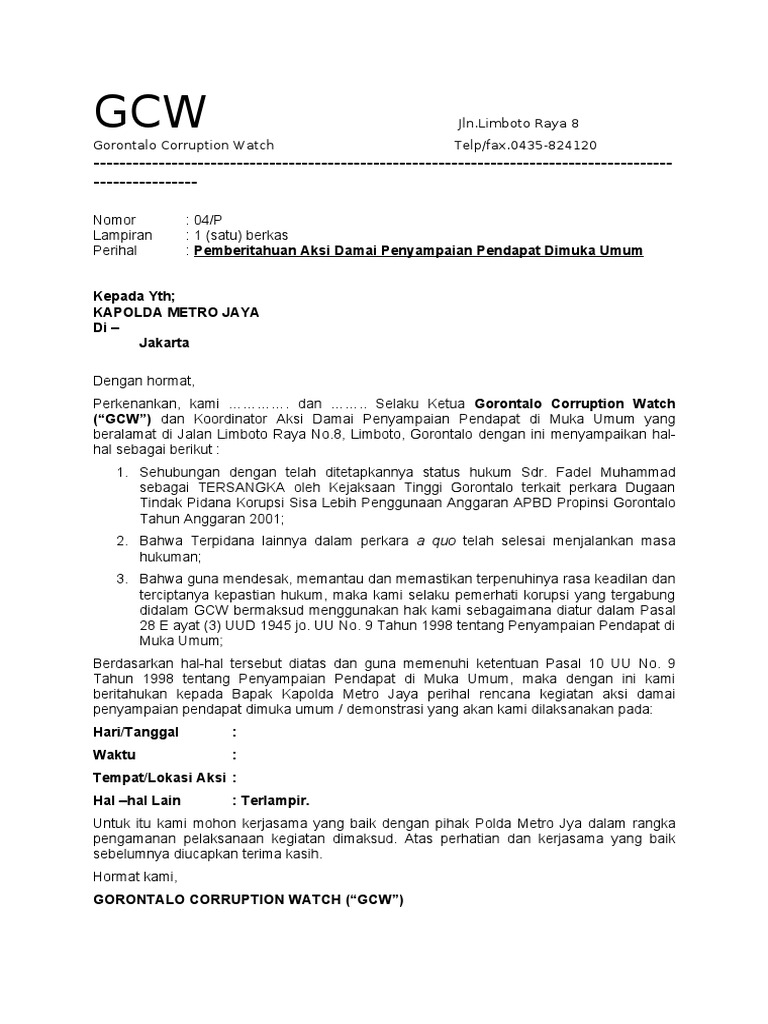 GCW Jln.Limboto Raya 8
Gorontalo Corruption Watch Telp/fax.0435-824120
-----------------------------------------------------------------------------------------
----------------
Nomor : 04/P
Lampiran : 1 (satu) berkas
Perihal : Pemberitahuan Aksi Damai Penyampaian Pendapat Dimuka Umum
Kepada Yth;
KAPOLDA METRO JAYA
Di –
Jakarta
Dengan hormat,
Perkenankan, kami …………. dan …….. Selaku Ketua Gorontalo Corruption Watch
(“GCW”) dan Koordinator Aksi Damai Penyampaian Pendapat di Muka Umum yang
beralamat di Jalan Limboto Raya No.8, Limboto, Gorontalo dengan ini menyampaikan hal-
hal sebagai berikut :
1. Sehubungan dengan telah ditetapkannya status hukum Sdr. Fadel Muhammad
sebagai TERSANGKA oleh Kejaksaan Tinggi Gorontalo terkait perkara Dugaan
Tindak Pidana Korupsi Sisa Lebih Penggunaan Anggaran APBD Propinsi Gorontalo
Tahun Anggaran 2001;
2. Bahwa Terpidana lainnya dalam perkara a quo telah selesai menjalankan masa
hukuman;
3. Bahwa guna mendesak, memantau dan memastikan terpenuhinya rasa keadilan dan
terciptanya kepastian hukum, maka kami selaku pemerhati korupsi yang tergabung
didalam GCW bermaksud menggunakan hak kami sebagaimana diatur dalam Pasal
28 E ayat (3) UUD 1945 jo. UU No. 9 Tahun 1998 tentang Penyampaian Pendapat di
Muka Umum;
Berdasarkan hal-hal tersebut diatas dan guna memenuhi ketentuan Pasal 10 UU No. 9
Tahun 1998 tentang Penyampaian Pendapat di Muka Umum, maka dengan ini kami
beritahukan kepada Bapak Kapolda Metro Jaya perihal rencana kegiatan aksi damai
penyampaian pendapat dimuka umum / demonstrasi yang akan kami dilaksanakan pada:
Hari/Tanggal :
Waktu :
Tempat/Lokasi Aksi :
Hal –hal Lain : Terlampir.
Untuk itu kami mohon kerjasama yang baik dengan pihak Polda Metro Jya dalam rangka
pengamanan pelaksanaan kegiatan dimaksud. Atas perhatian dan kerjasama yang baik
sebelumnya diucapkan terima kasih.
Hormat kami,
GORONTALO CORRUPTION WATCH (“GCW”)